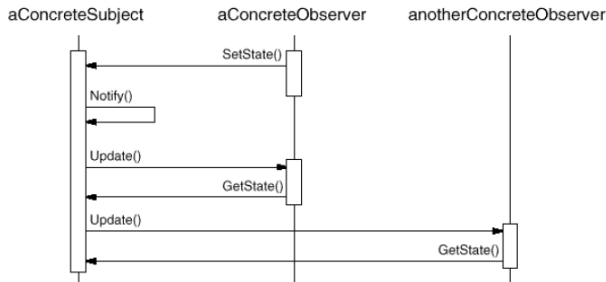 aConcreteSubject aConcreteObserver anotherConcreteObserver
SetState()
Notify()
Update()
GetState()
Update()
GetState()